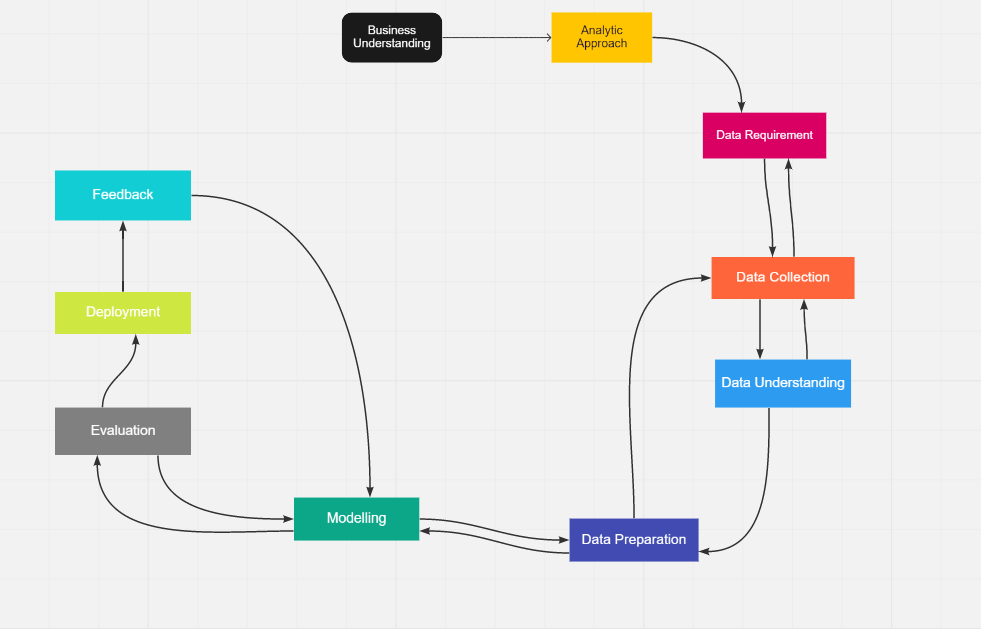 Business
Understanding
Analytic
Approach
Data Requirement
Feedback
Data Collection
Deployment
Data Understanding
Evaluation
Modelling
Data Preparation